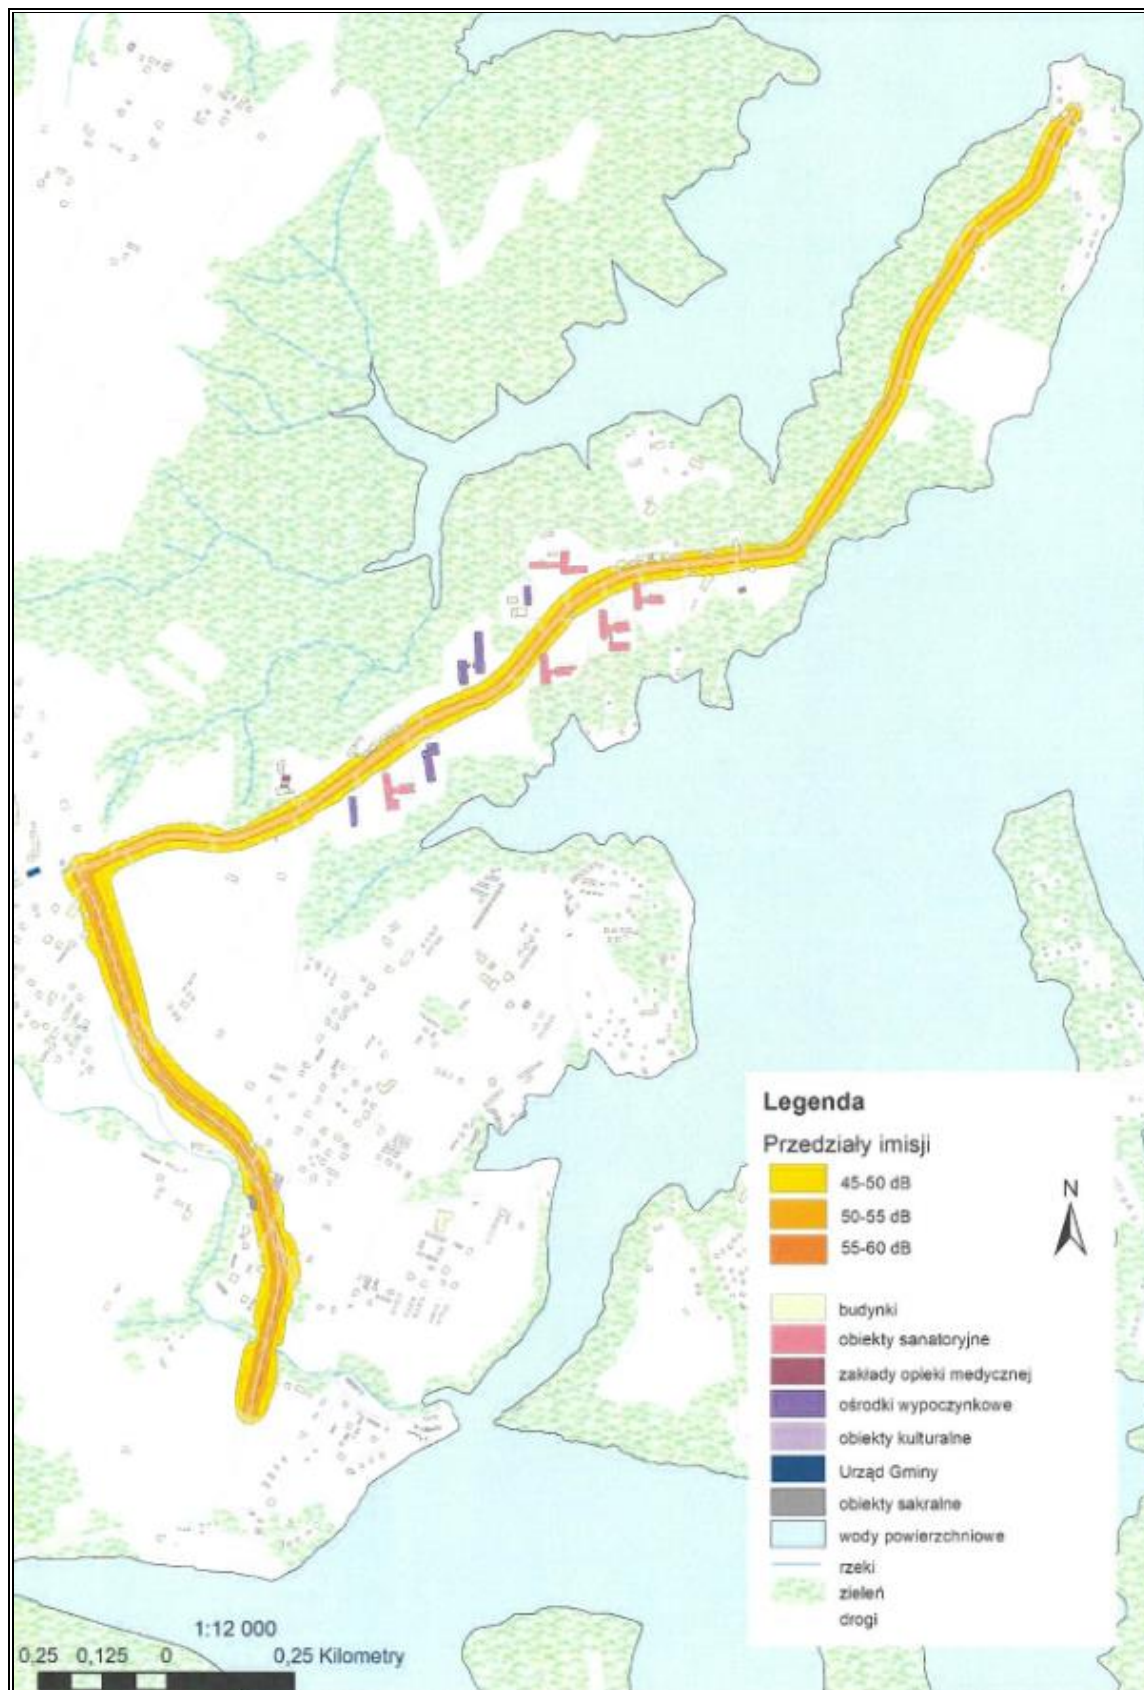 Legenda
Przedziały imisji
45-50 dB
50-55 dB
55-60 dB
N
budynki
obiekty sanatoryjne
zakłady opieki medycznej
ośrodki wypoczynkowe
obiekty kulturalne
Urząd Gminy
obiekty sakralne
wody powierzchniowe
rzeki
zieleń
drogi
1:12 000
0,25 0,125 0 0,25 Kilometry